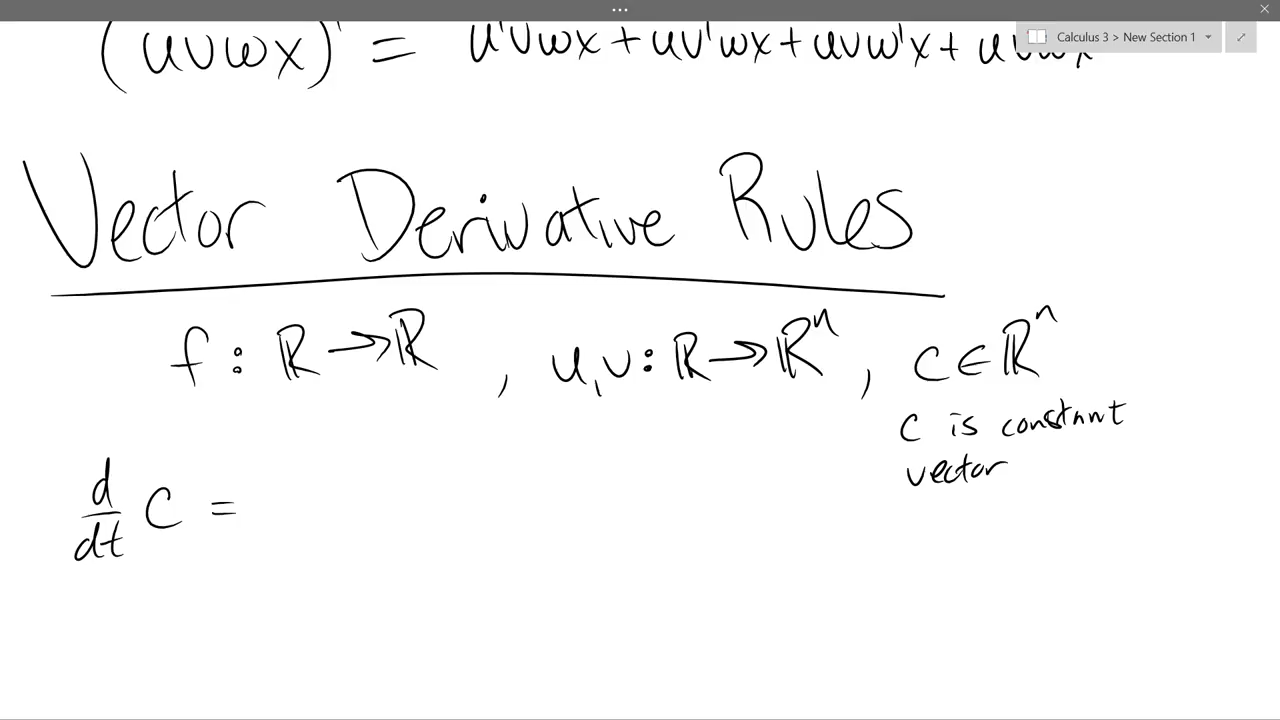 Calculus 3 > New Section 1
(uvwx)' = u'vwx + uv'wx + uvw'x + uvwx'
Vector Derivative Rules
f : ℝ → ℝ , u,v : ℝ → ℝⁿ , c ∈ ℝⁿ
c is constant
vector
d/dt c =